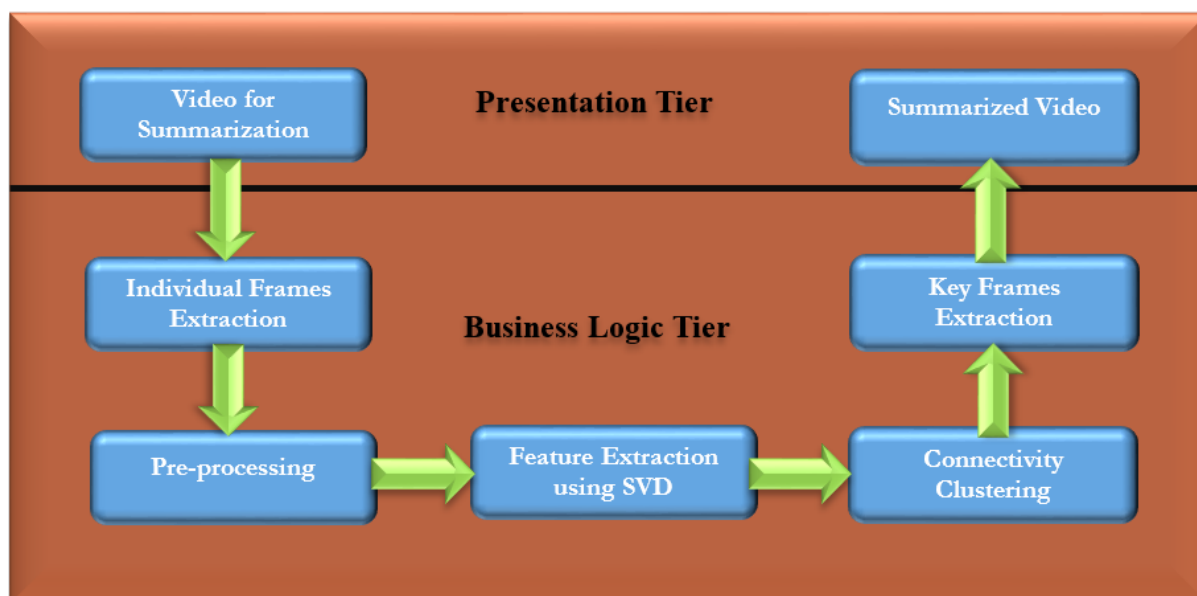 Video for
Summarization
Presentation Tier
Summarized Video
Individual Frames
Extraction
Business Logic Tier
Key Frames
Extraction
Pre-processing
Feature Extraction
using SVD
Connectivity
Clustering